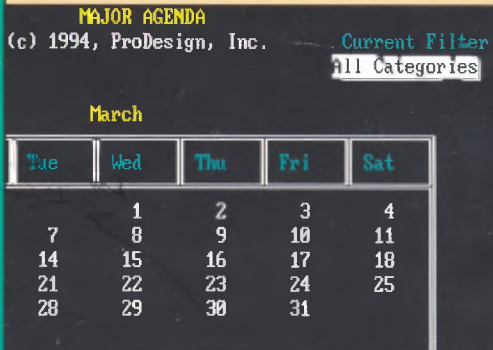 MAJOR AGENDA
(c) 1994, ProDesign, Inc. Current Filter
All Categories
March
Tue Wed Thu Fri Sat
1 2 3 4
7 8 9 10 11
14 15 16 17 18
21 22 23 24 25
28 29 30 31